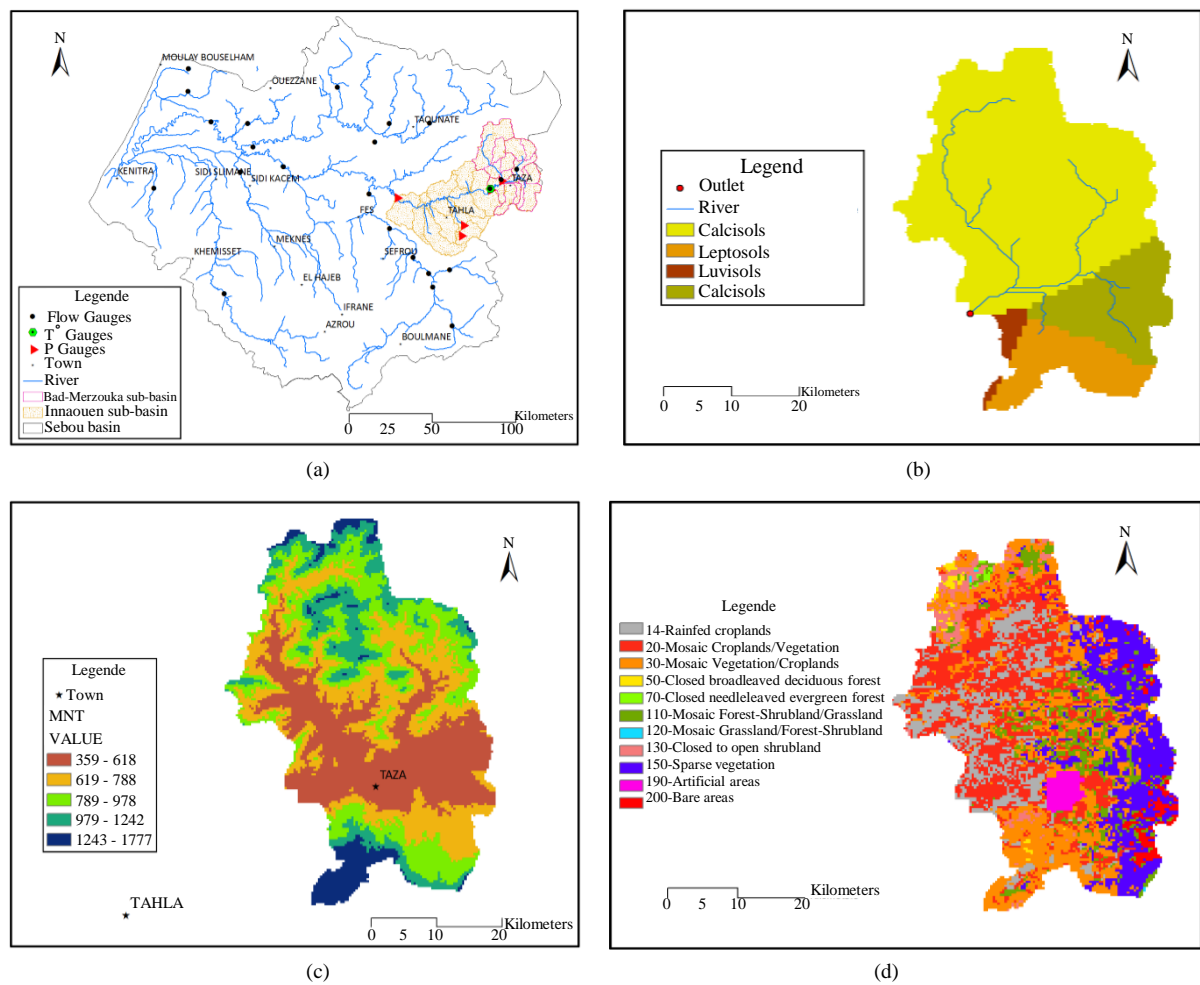 N
MOULAY BOUSELHAM
OUEZZANE
TAOUNATE
KENITRA
SIDI SLIMANE
SIDI KACEM
TAZA
FES
TAHLA
MEKNES
SEFROU
KHEMISSET
EL HAJEB
IFRANE
AZROU
BOULMANE
Legende
Flow Gauges
T° Gauges
P Gauges
Town
River
Bad-Merzouka sub-basin
Innaouen sub-basin
Sebou basin
Kilometers
0 25 50 100
(a)
N
Legend
Outlet
River
Calcisols
Leptosols
Luvisols
Calcisols
Kilometers
0 5 10 20
(b)
N
Legende
Town
MNT
VALUE
359 - 618
619 - 788
789 - 978
979 - 1242
1243 - 1777
TAZA
TAHLA
Kilometers
0 5 10 20
(c)
N
Legende
14-Rainfed croplands
20-Mosaic Croplands/Vegetation
30-Mosaic Vegetation/Croplands
50-Closed broadleaved deciduous forest
70-Closed needleleaved evergreen forest
110-Mosaic Forest-Shrubland/Grassland
120-Mosaic Grassland/Forest-Shrubland
130-Closed to open shrubland
150-Sparse vegetation
190-Artificial areas
200-Bare areas
Kilometers
0 5 10 20
(d)